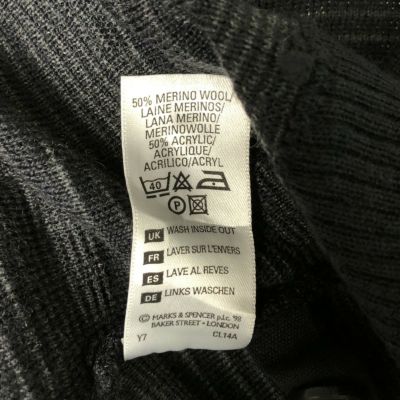 50% MERINO WOOL/
LAINE MERINOS/
LANA MERINO/
MERINOWOLLE
50% ACRYLIC/
ACRYLIQUE/
ACRILICO/ACRYL
40
P
UK WASH INSIDE OUT
FR LAVER SUR L'ENVERS
ES LAVE AL REVES
DE LINKS WASCHEN
© MARKS & SPENCER p.l.c. '98
BAKER STREET • LONDON
Y7 CL14A